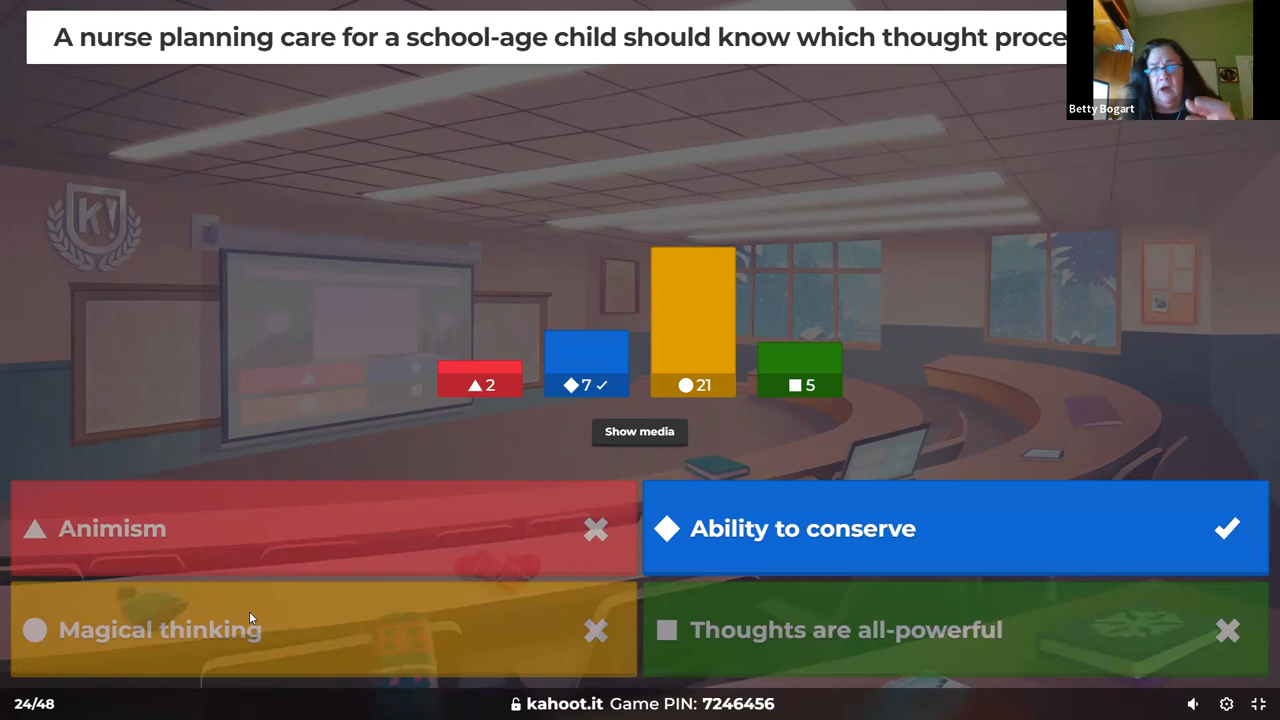 A nurse planning care for a school-age child should know which thought proce
Betty Bogart
K!
2
7
21
5
Show media
Animism
Ability to conserve
Magical thinking
Thoughts are all-powerful
24/48
kahoot.it Game PIN: 7246456